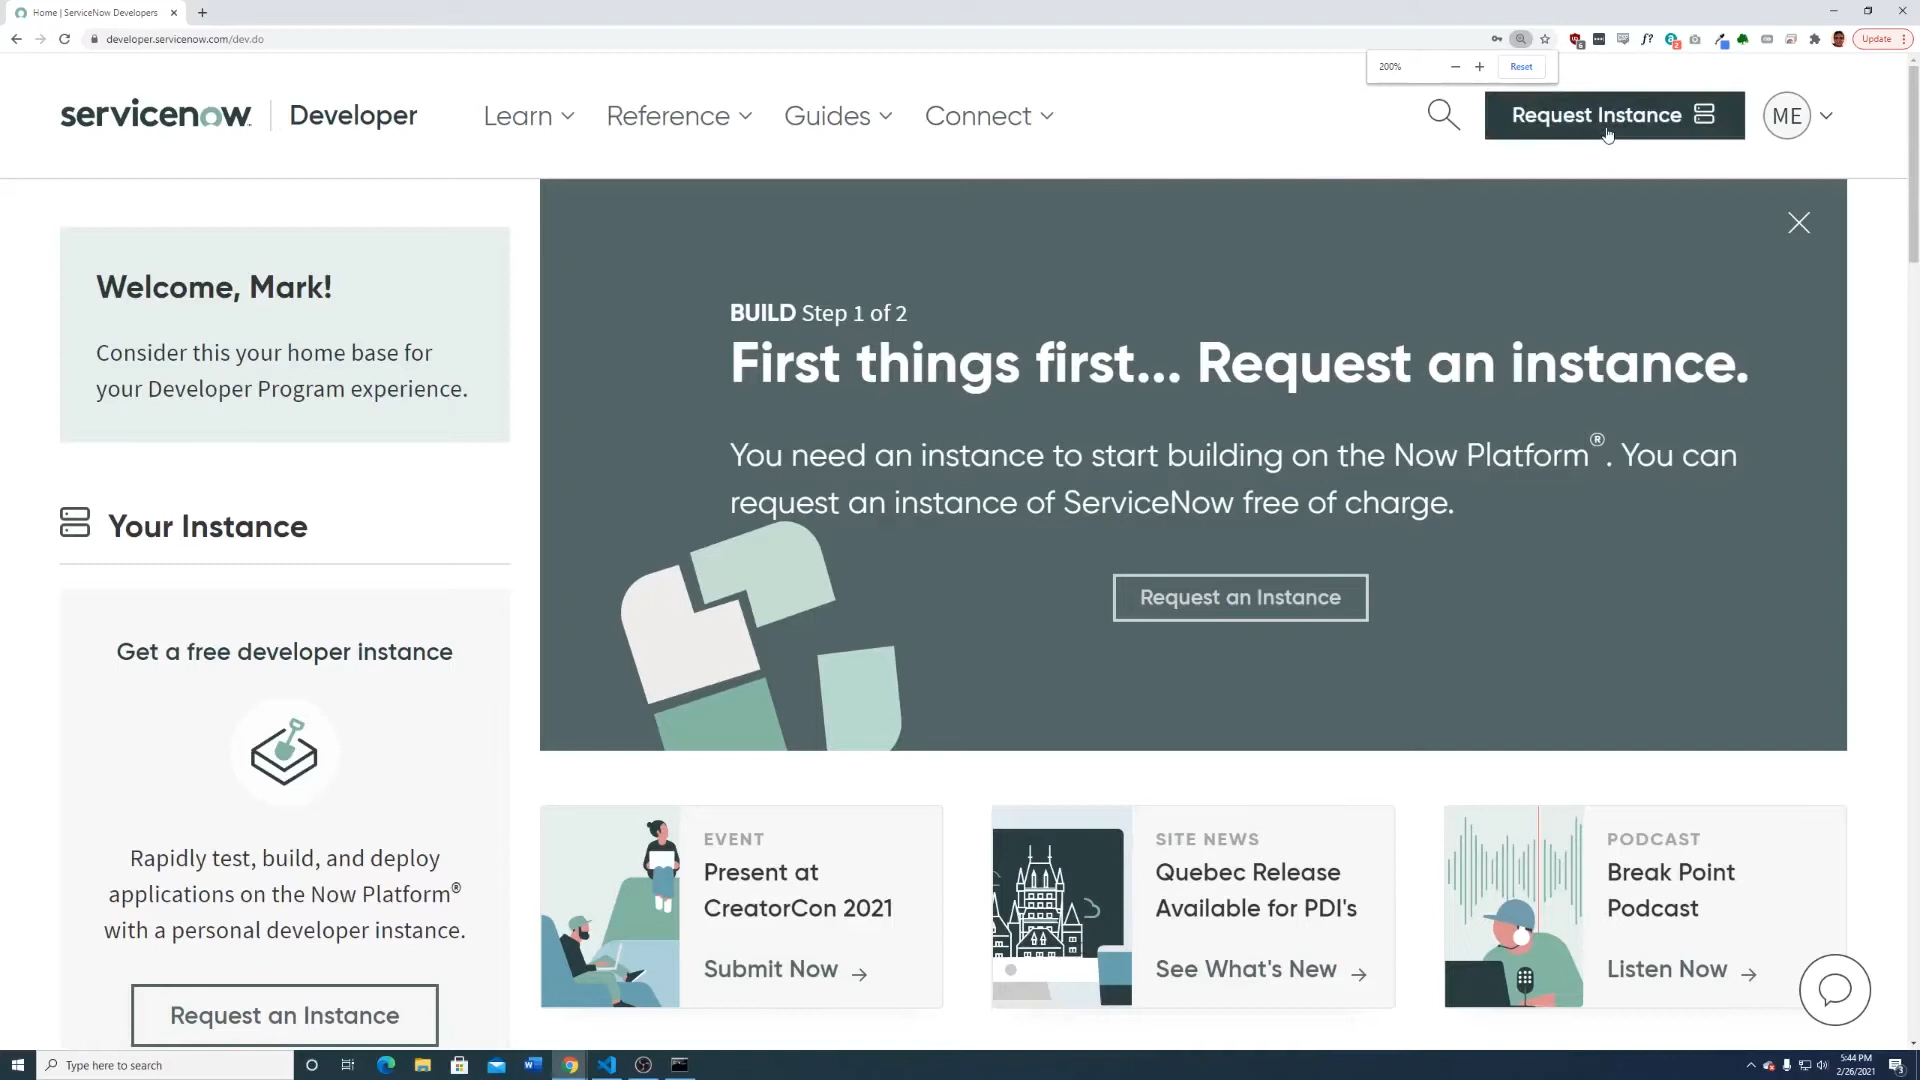 Home | ServiceNow Developers
developer.servicenow.com/dev.do
Update
200%
Reset
servicenow Developer
Learn
Reference
Guides
Connect
Request Instance
ME
Welcome, Mark!
Consider this your home base for
your Developer Program experience.
Your Instance
Get a free developer instance
Rapidly test, build, and deploy
applications on the Now Platform®
with a personal developer instance.
Request an Instance
BUILD Step 1 of 2
First things first... Request an instance.
You need an instance to start building on the Now Platform®. You can
request an instance of ServiceNow free of charge.
Request an Instance
EVENT
Present at
CreatorCon 2021
Submit Now
SITE NEWS
Quebec Release
Available for PDI's
See What's New
PODCAST
Break Point
Podcast
Listen Now
Type here to search
5:44 PM
2/26/2021